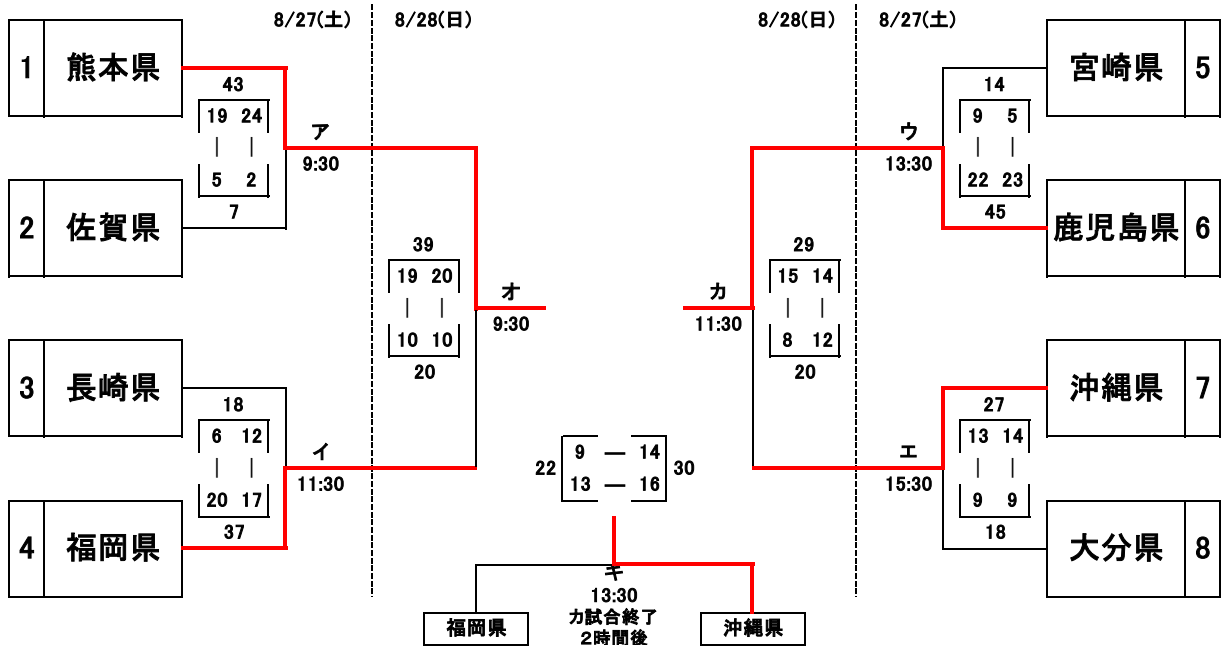 8/27(土) 8/28(日) 8/28(日) 8/27(土)
1 熊本県
43
19 24
| |
5 2
7
ア
9:30
2 佐賀県
39
19 20
| |
10 10
20
オ
9:30
3 長崎県
18
6 12
| |
20 17
37
イ
11:30
4 福岡県
宮崎県 5
14
9 5
| |
22 23
45
ウ
13:30
鹿児島県 6
29
15 14
| |
8 12
20
カ
11:30
沖縄県 7
27
13 14
| |
9 9
18
エ
15:30
大分県 8
22 9 ― 14 30
13 ― 16
キ
13:30
カ試合終了
2時間後
福岡県 沖縄県